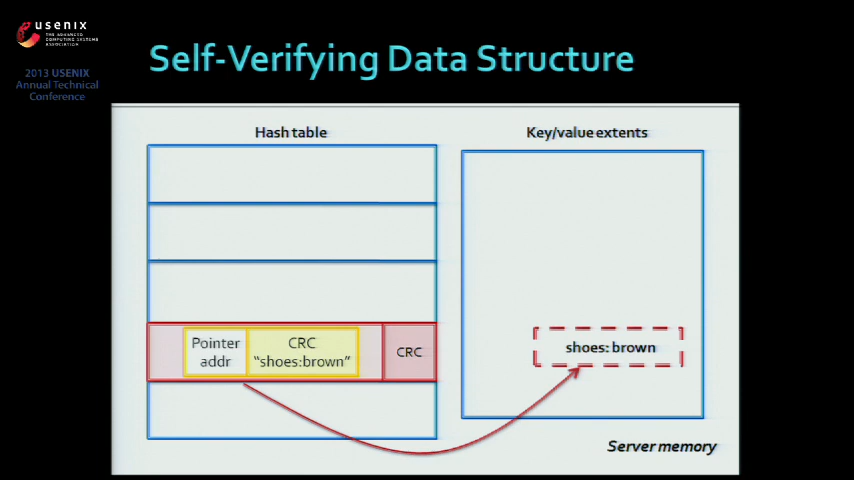 usenix
THE ADVANCED
COMPUTING SYSTEMS
ASSOCIATION
2013 USENIX
Annual Technical
Conference
Self-Verifying Data Structure
Hash table
Key/value extents
Pointer
addr
CRC
"shoes:brown"
CRC
shoes: brown
Server memory